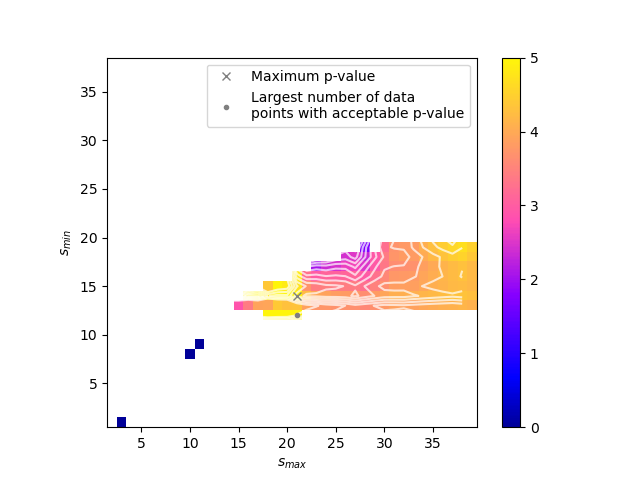 Maximum p-value
Largest number of data
points with acceptable p-value
35
30
25
20
15
10
5
5 10 15 20 25 30 35
s_min
s_max
5
4
3
2
1
0